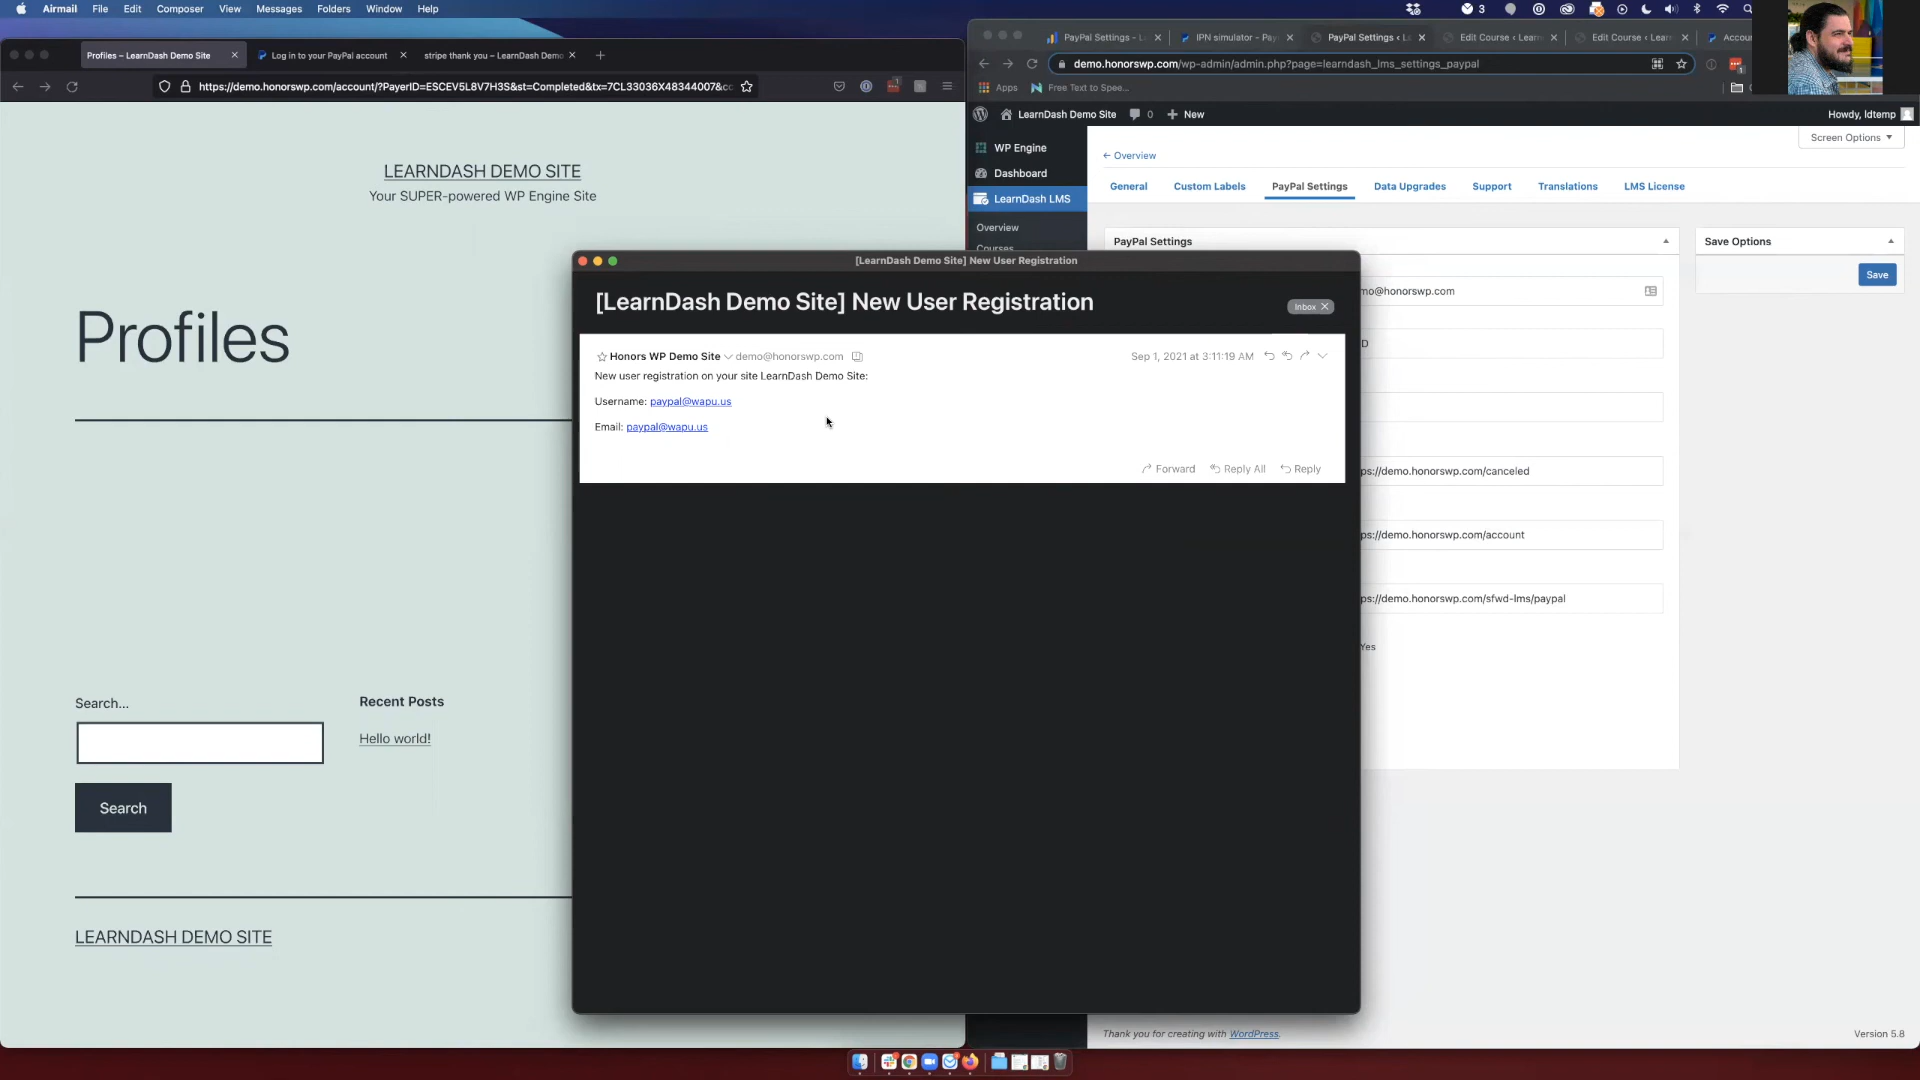 Airmail File Edit Composer View Messages Folders Window Help
3
Profiles – LearnDash Demo Site
Log in to your PayPal account
stripe thank you – LearnDash Demo
https://demo.honorswp.com/account/?PayerID=ESCEV5L8V7H3S&st=Completed&tx=7CL33036X48344007&cc
LEARNDASH DEMO SITE
Your SUPER-powered WP Engine Site
Profiles
Search...
Recent Posts
Hello world!
Search
LEARNDASH DEMO SITE
PayPal Settings – L
IPN simulator – Pay
PayPal Settings ‹ L
Edit Course ‹ Learn
Edit Course ‹ Lear
Accou
demo.honorswp.com/wp-admin/admin.php?page=learndash_lms_settings_paypal
Apps
Free Text to Spee...
LearnDash Demo Site 0 New
Howdy, ldtemp
WP Engine
Dashboard
LearnDash LMS
Overview
Courses
Screen Options
← Overview
General Custom Labels PayPal Settings Data Upgrades Support Translations LMS License
PayPal Settings
Save Options
Save
mo@honorswp.com
D
ps://demo.honorswp.com/canceled
ps://demo.honorswp.com/account
ps://demo.honorswp.com/sfwd-lms/paypal
Yes
Thank you for creating with WordPress.
Version 5.8
[LearnDash Demo Site] New User Registration
[LearnDash Demo Site] New User Registration
Inbox
Honors WP Demo Site demo@honorswp.com
Sep 1, 2021 at 3:11:19 AM
New user registration on your site LearnDash Demo Site:
Username: paypal@wapu.us
Email: paypal@wapu.us
Forward Reply All Reply